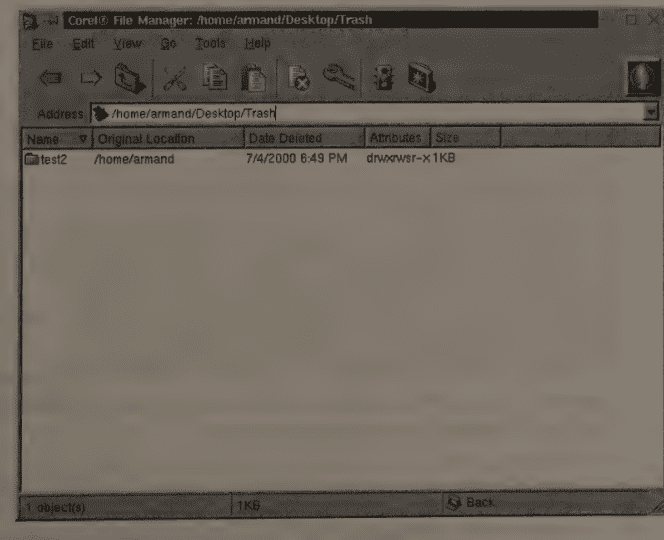 Corel® File Manager: /home/armand/Desktop/Trash
File Edit View Go Tools Help
Address /home/armand/Desktop/Trash
Name Original Location Date Deleted Attributes Size
test2 /home/armand 7/4/2000 6:49 PM drwxrwsr-x 1KB
1 object(s) 1KB Back